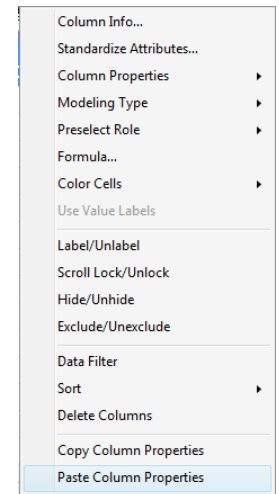 Column Info...
Standardize Attributes...
Column Properties
Modeling Type
Preselect Role
Formula...
Color Cells
Use Value Labels
Label/Unlabel
Scroll Lock/Unlock
Hide/Unhide
Exclude/Unexclude
Data Filter
Sort
Delete Columns
Copy Column Properties
Paste Column Properties